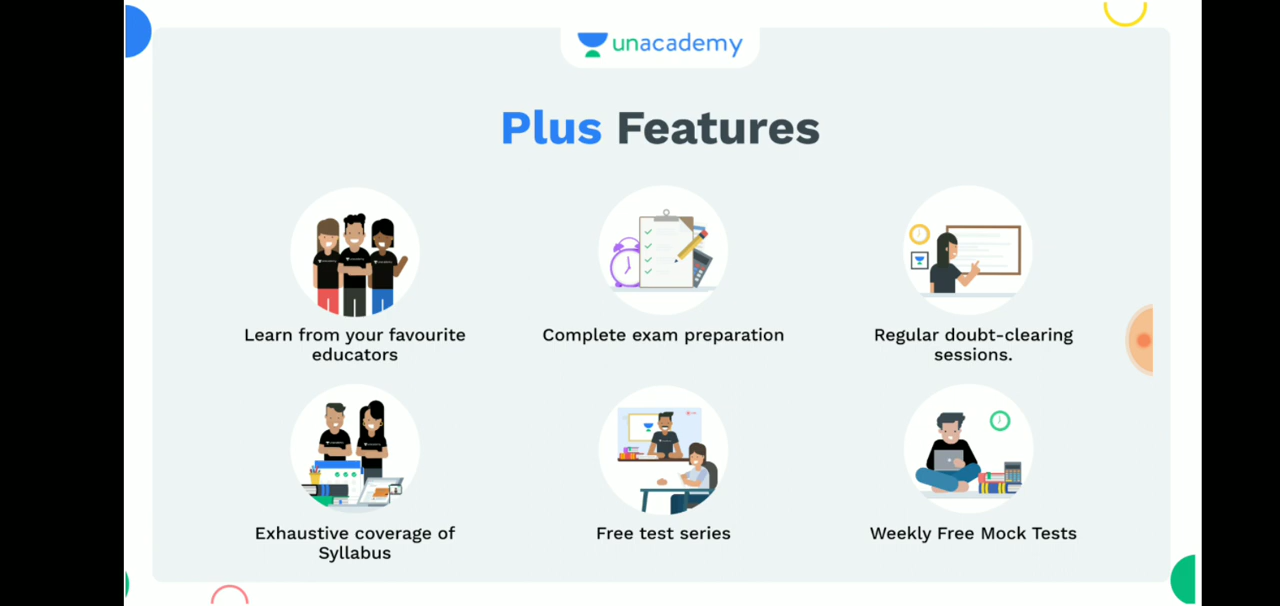 unacademy
Plus Features
Learn from your favourite
educators
Complete exam preparation
Regular doubt-clearing
sessions.
Exhaustive coverage of
Syllabus
Free test series
Weekly Free Mock Tests